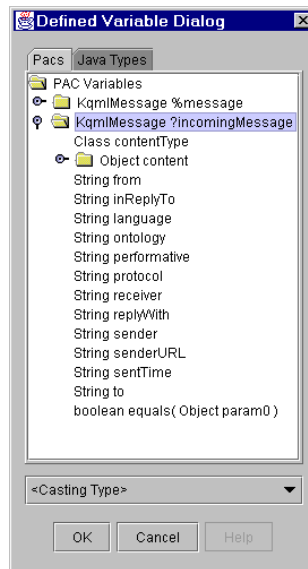 Defined Variable Dialog
Pacs Java Types
PAC Variables
KqmlMessage %message
KqmlMessage ?incomingMessage
Class contentType
Object content
String from
String inReplyTo
String language
String ontology
String performative
String protocol
String receiver
String replyWith
String sender
String senderURL
String sentTime
String to
boolean equals( Object param0 )
<Casting Type>
OK Cancel Help